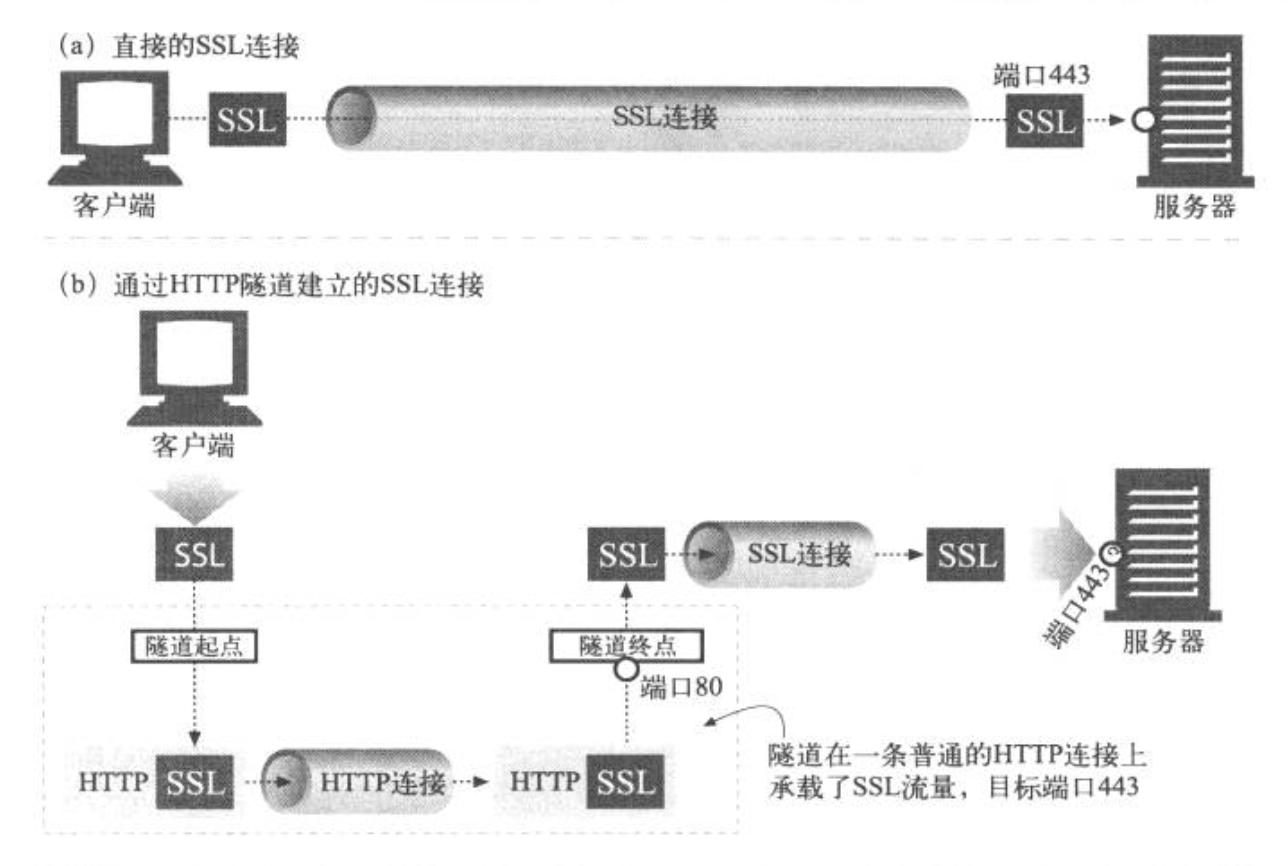 (a) 直接的SSL连接
端口443
SSL
SSL连接
SSL
客户端
服务器
(b) 通过HTTP隧道建立的SSL连接
客户端
SSL
SSL
SSL连接
SSL
端口443
服务器
隧道起点
隧道终点
端口80
HTTP SSL
HTTP连接
HTTP SSL
隧道在一条普通的HTTP连接上
承载了SSL流量，目标端口443